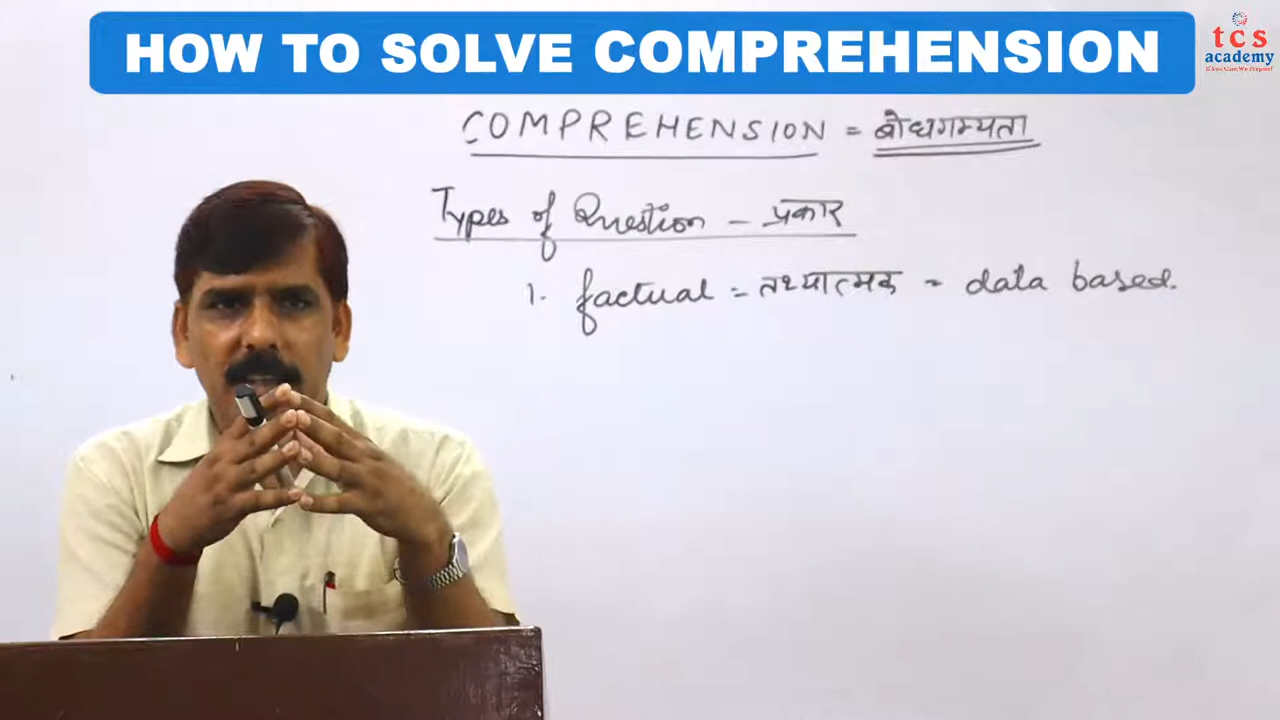 HOW TO SOLVE COMPREHENSION
tcs
academy
COMPREHENSION = बोधगम्यता
Types of Question – प्रकार
1. factual = तथ्यात्मक = data based.